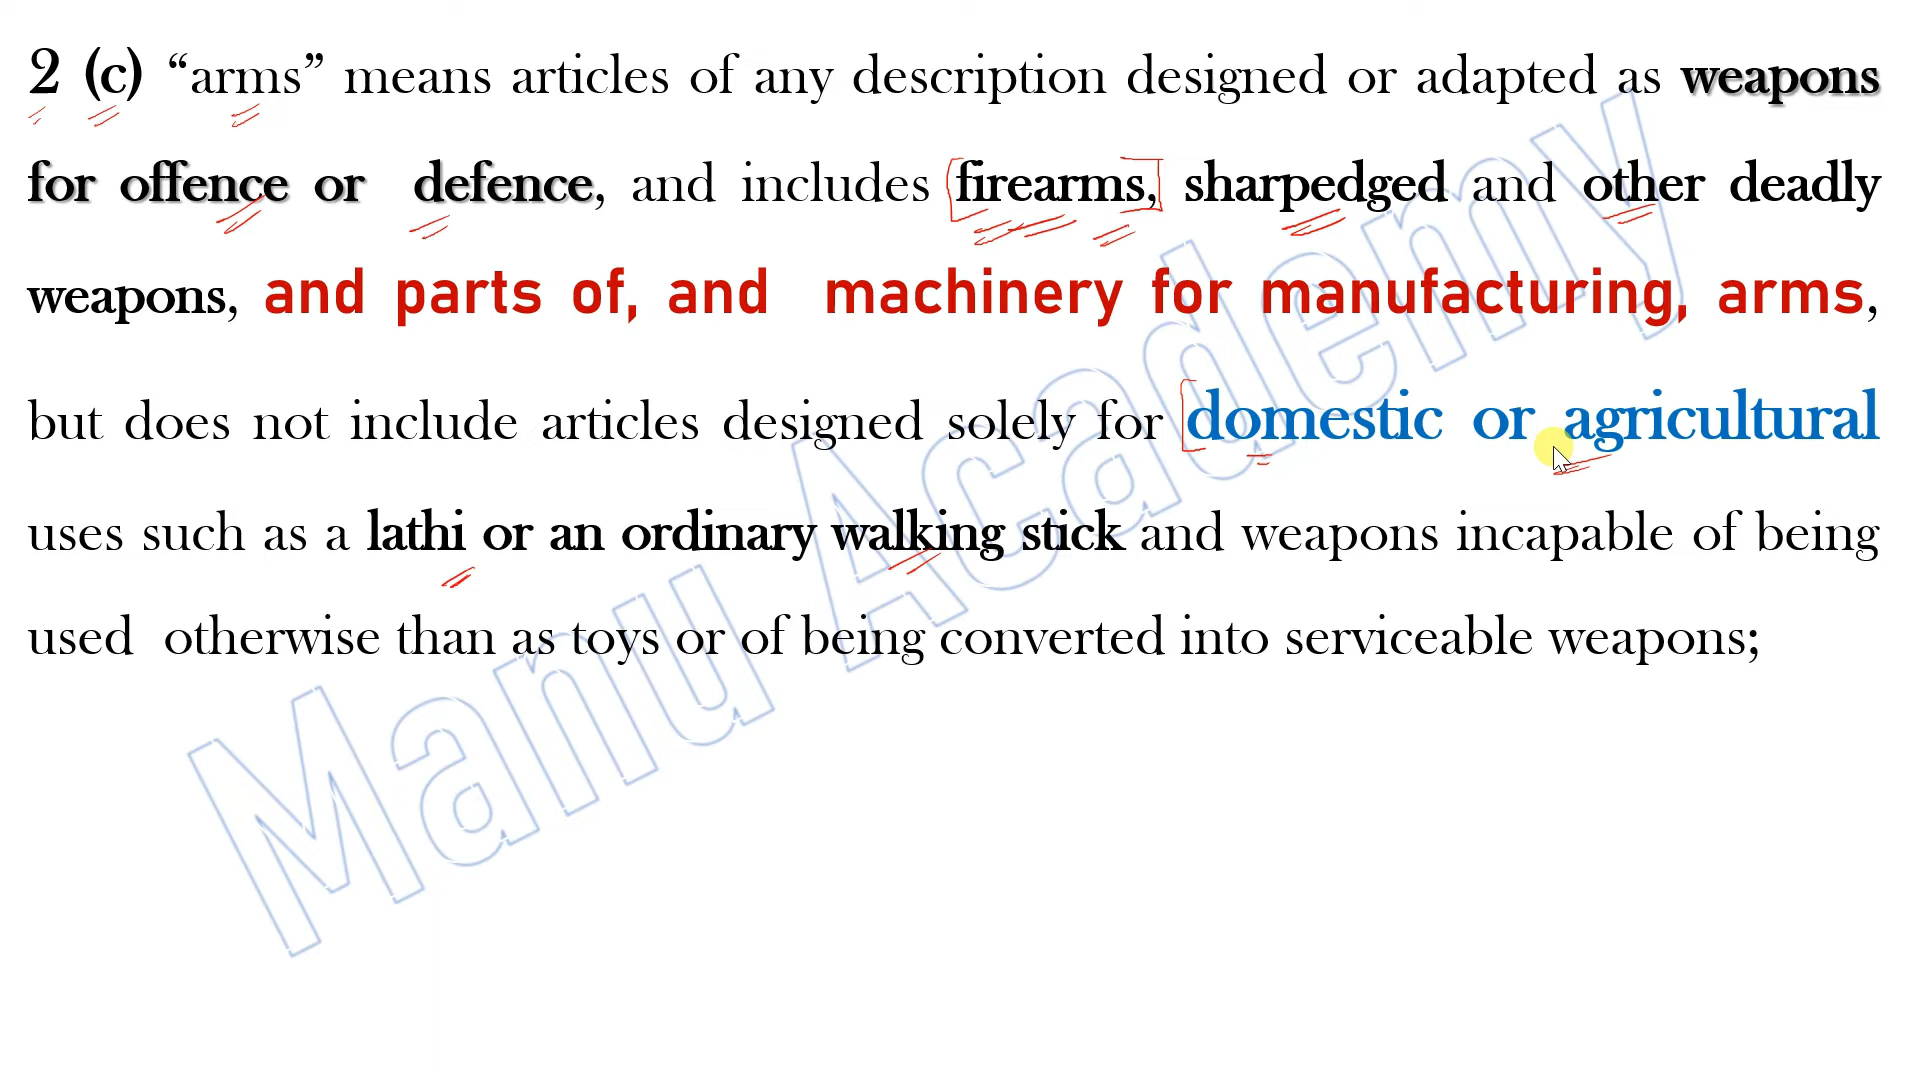 2 (c) “arms” means articles of any description designed or adapted as weapons
for offence or defence, and includes firearms, sharpedged and other deadly
weapons, and parts of, and machinery for manufacturing, arms,
but does not include articles designed solely for domestic or agricultural
uses such as a lathi or an ordinary walking stick and weapons incapable of being
used otherwise than as toys or of being converted into serviceable weapons;
Manu Academy